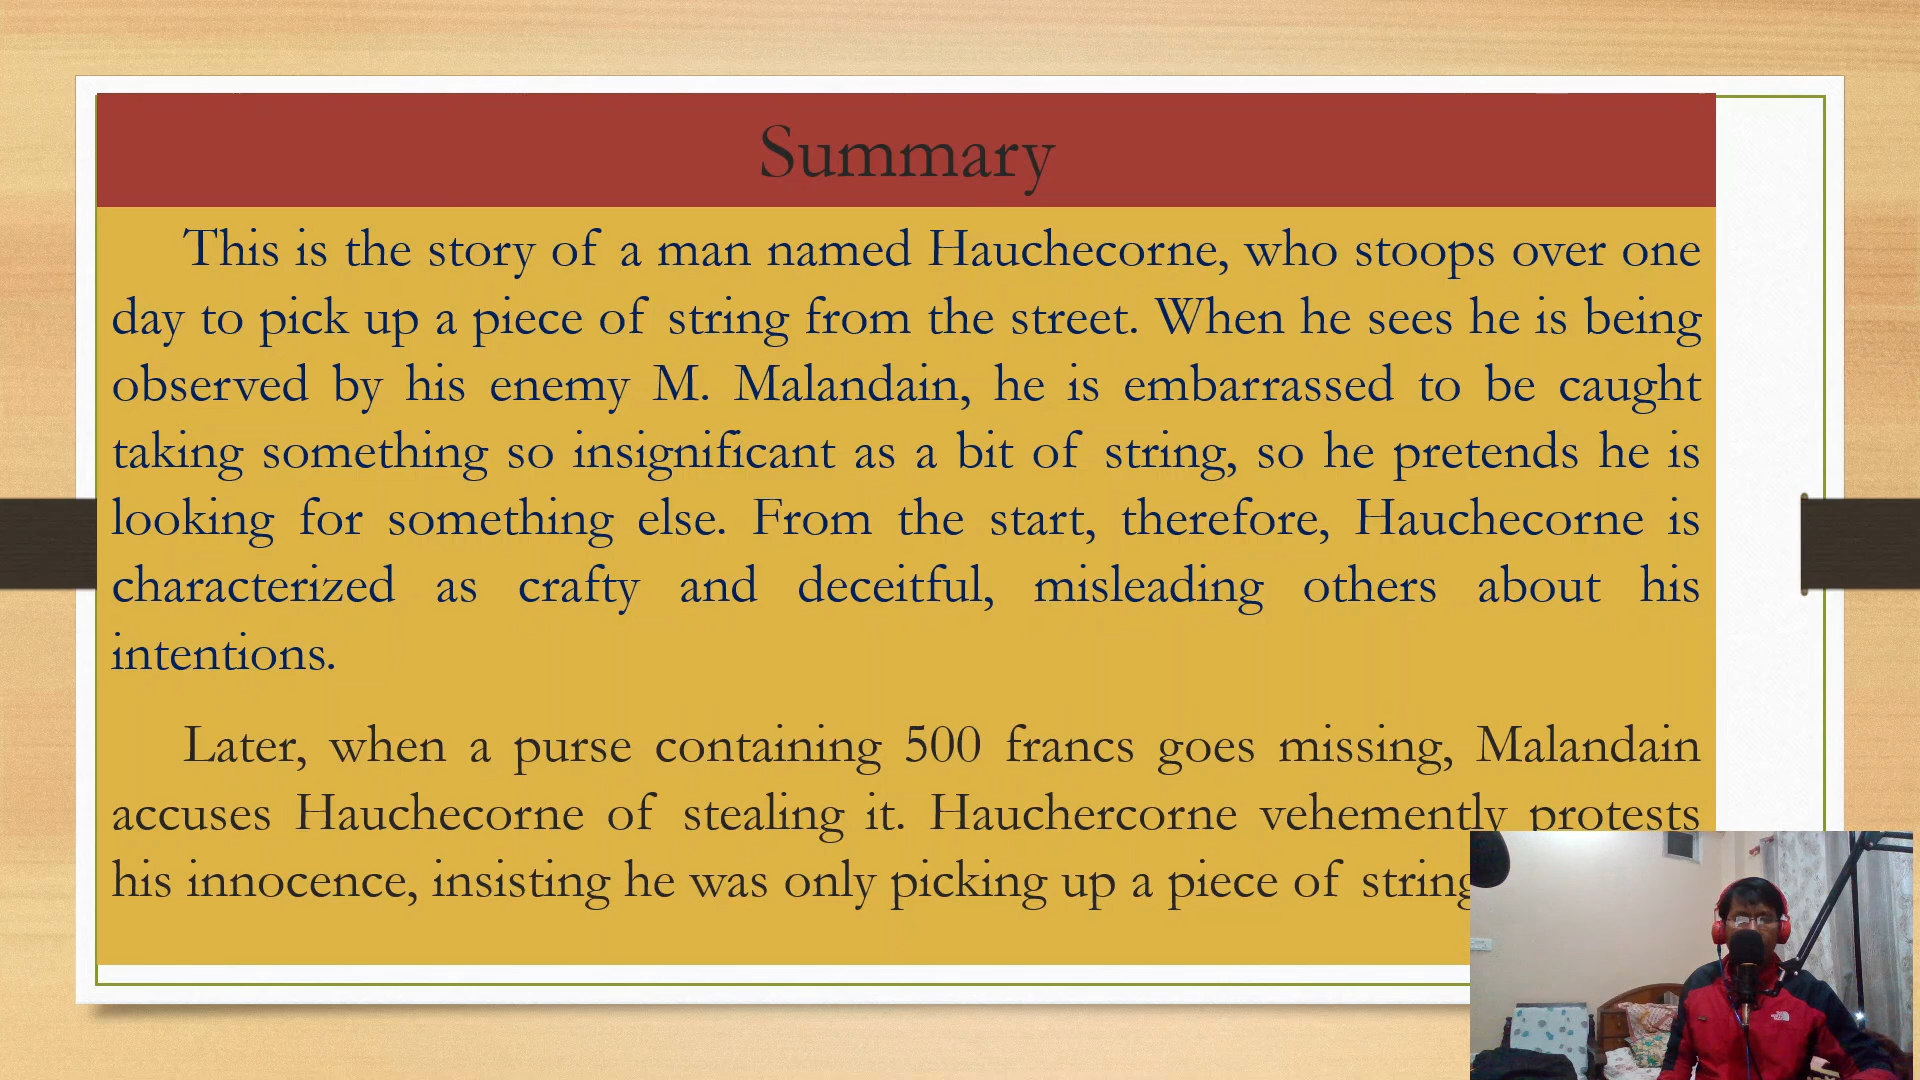 Summary
This is the story of a man named Hauchecorne, who stoops over one
day to pick up a piece of string from the street. When he sees he is being
observed by his enemy M. Malandain, he is embarrassed to be caught
taking something so insignificant as a bit of string, so he pretends he is
looking for something else. From the start, therefore, Hauchecorne is
characterized as crafty and deceitful, misleading others about his
intentions.
Later, when a purse containing 500 francs goes missing, Malandain
accuses Hauchecorne of stealing it. Hauchercorne vehemently protests
his innocence, insisting he was only picking up a piece of string